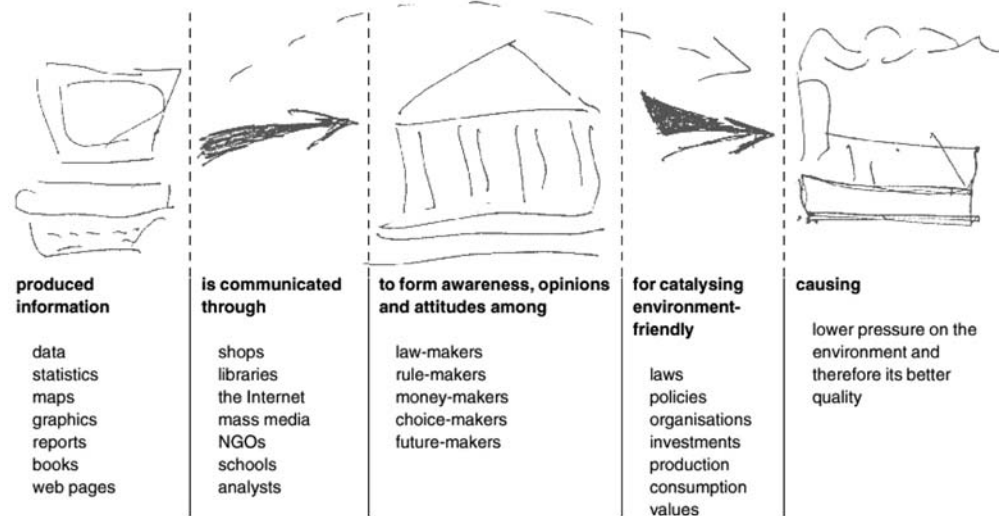 produced
information
data
statistics
maps
graphics
reports
books
web pages
is communicated
through
shops
libraries
the Internet
mass media
NGOs
schools
analysts
to form awareness, opinions
and attitudes among
law-makers
rule-makers
money-makers
choice-makers
future-makers
for catalysing
environment-
friendly
laws
policies
organisations
investments
production
consumption
values
causing
lower pressure on the
environment and
therefore its better
quality